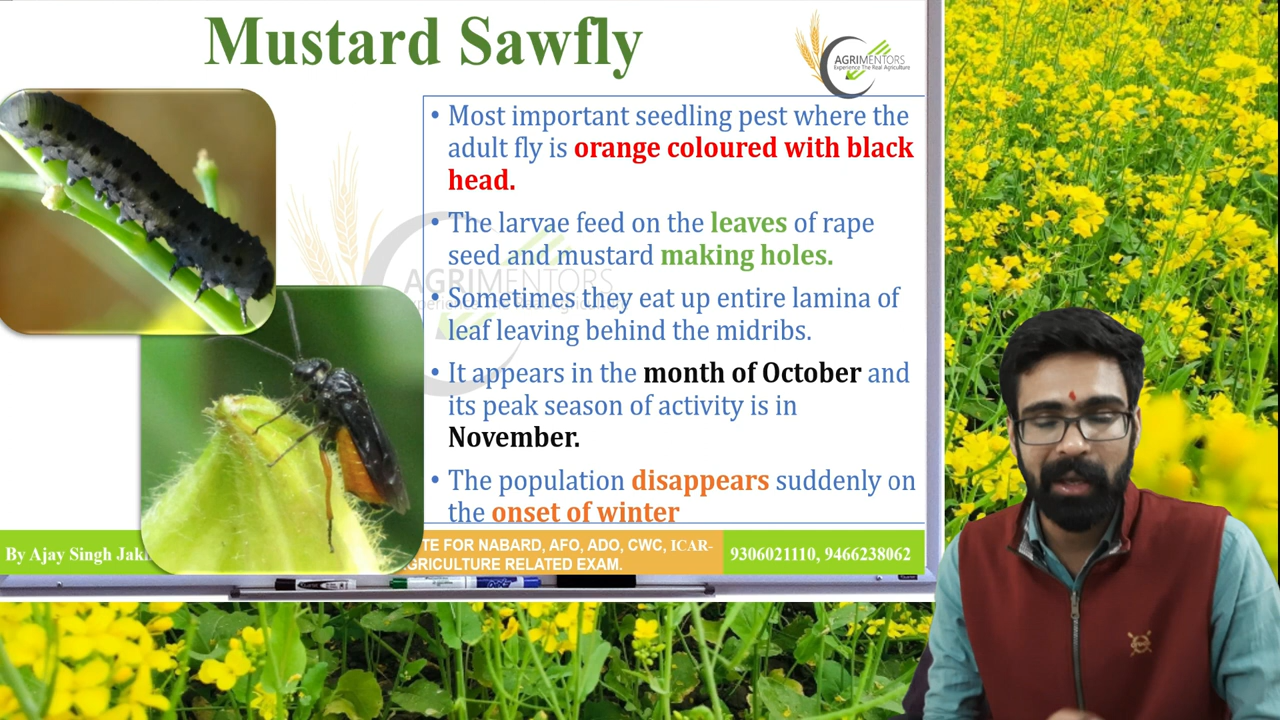 Mustard Sawfly
AGRIMENTORS
Experience The Real Agriculture
• Most important seedling pest where the
adult fly is orange coloured with black
head.
• The larvae feed on the leaves of rape
seed and mustard making holes.
AGRIMENTORS
• Sometimes they eat up entire lamina of
leaf leaving behind the midribs.
• It appears in the month of October and
its peak season of activity is in
November.
• The population disappears suddenly on
the onset of winter
By Ajay Singh
TE FOR NABARD, AFO, ADO, CWC, ICAR-
GRICULTURE RELATED EXAM.
9306021110, 9466238062